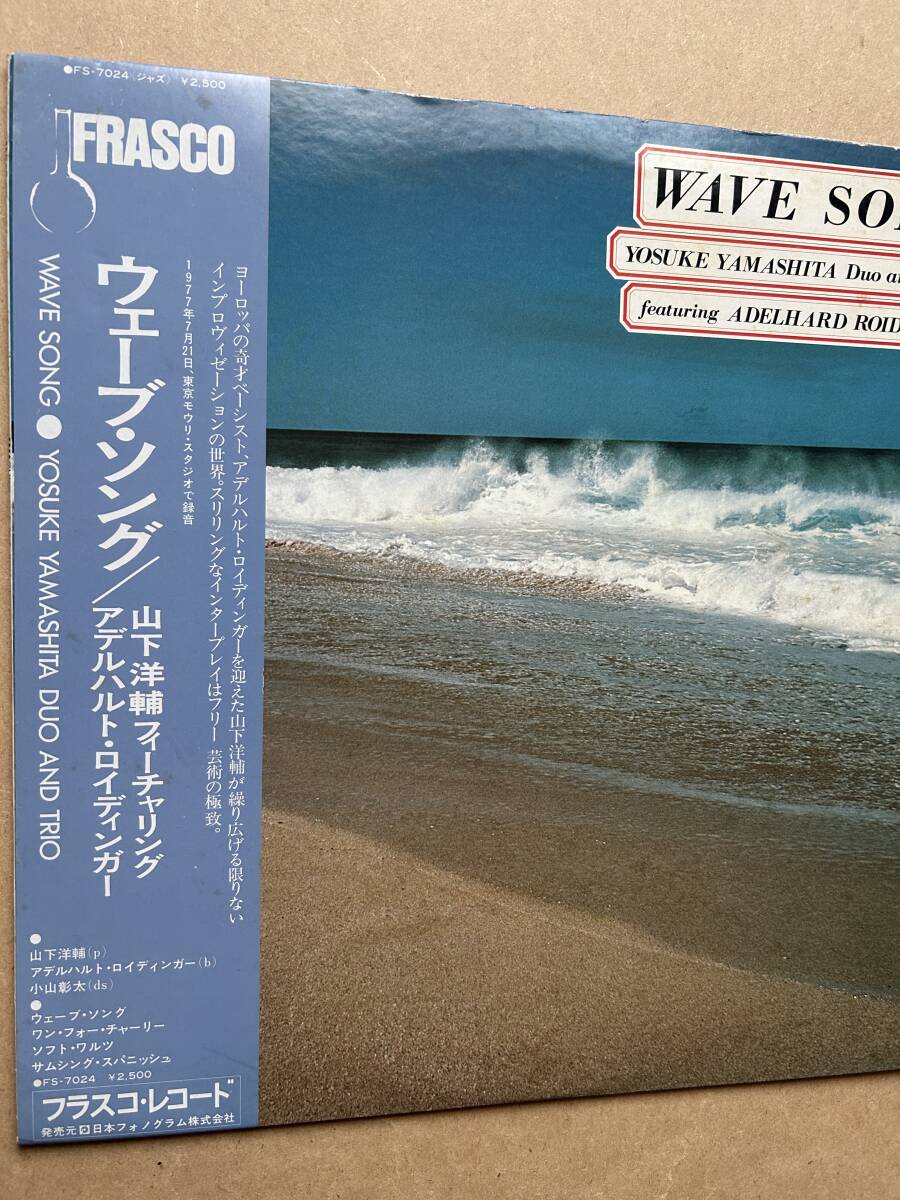 ●FS-7024(ジャズ) ¥2,500
FRASCO
WAVE SONG ● YOSUKE YAMASHITA DUO AND TRIO
ウェーブ・ソング/山下洋輔フィーチャリング
アデルハルト・ロイディンガー
ヨーロッパの奇才ベーシスト、アデルハルト・ロイディンガーを迎えた山下洋輔が繰り広げる限りない
インプロヴィゼーションの世界。スリリングなインタープレイはフリー芸術の極致。
1977年7月21日、東京モウリ・スタジオで録音
●
山下洋輔(p)
アデルハルト・ロイディンガー(b)
小山彰太(ds)
●
ウェーブ・ソング
ワン・フォー・チャーリー
ソフト・ワルツ
サムシング・スパニッシュ
●FS-7024 ¥2,500
フラスコ・レコード
発売元 日本フォノグラム株式会社
WAVE SO
YOSUKE YAMASHITA Duo a
featuring ADELHARD ROID